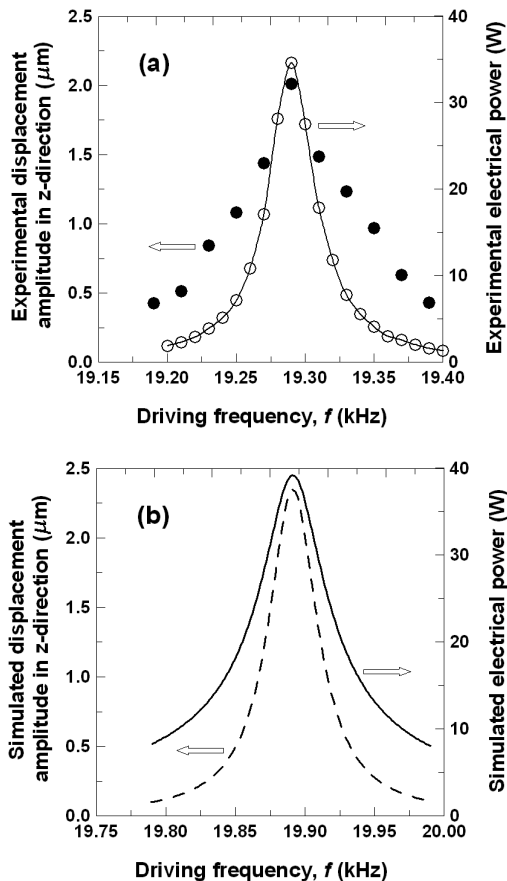 (a)
Experimental displacement
amplitude in z-direction (μm)
2.5
2.0
1.5
1.0
0.5
0.0
40
30
20
10
0
Experimental electrical power (W)
19.15 19.20 19.25 19.30 19.35 19.40
Driving frequency, f (kHz)
(b)
Simulated displacement
amplitude in z-direction (μm)
2.5
2.0
1.5
1.0
0.5
0.0
40
30
20
10
0
Simulated electrical power (W)
19.75 19.80 19.85 19.90 19.95 20.00
Driving frequency, f (kHz)